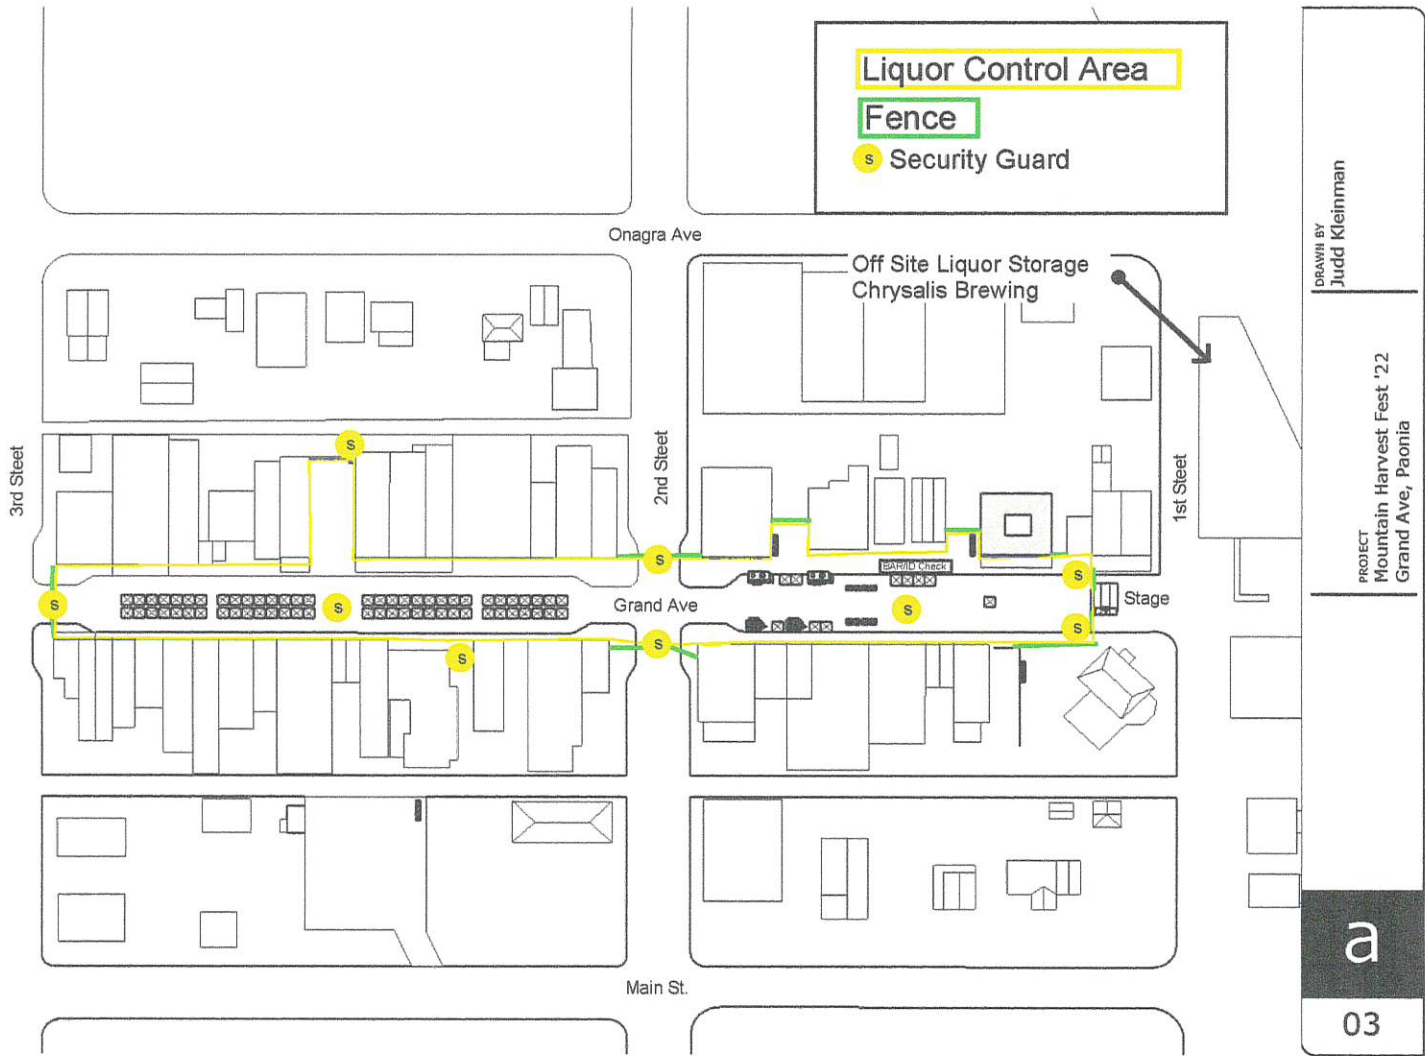 Liquor Control Area
Fence
S Security Guard
Onagra Ave
Off Site Liquor Storage
Chrysalis Brewing
3rd Steet
2nd Steet
1st Steet
S
S
BAR/ID Check
S
S
S
Grand Ave
S
Stage
S
S
S
Main St.
DRAWN BY
Judd Kleinman
PROJECT
Mountain Harvest Fest '22
Grand Ave, Paonia
a
03